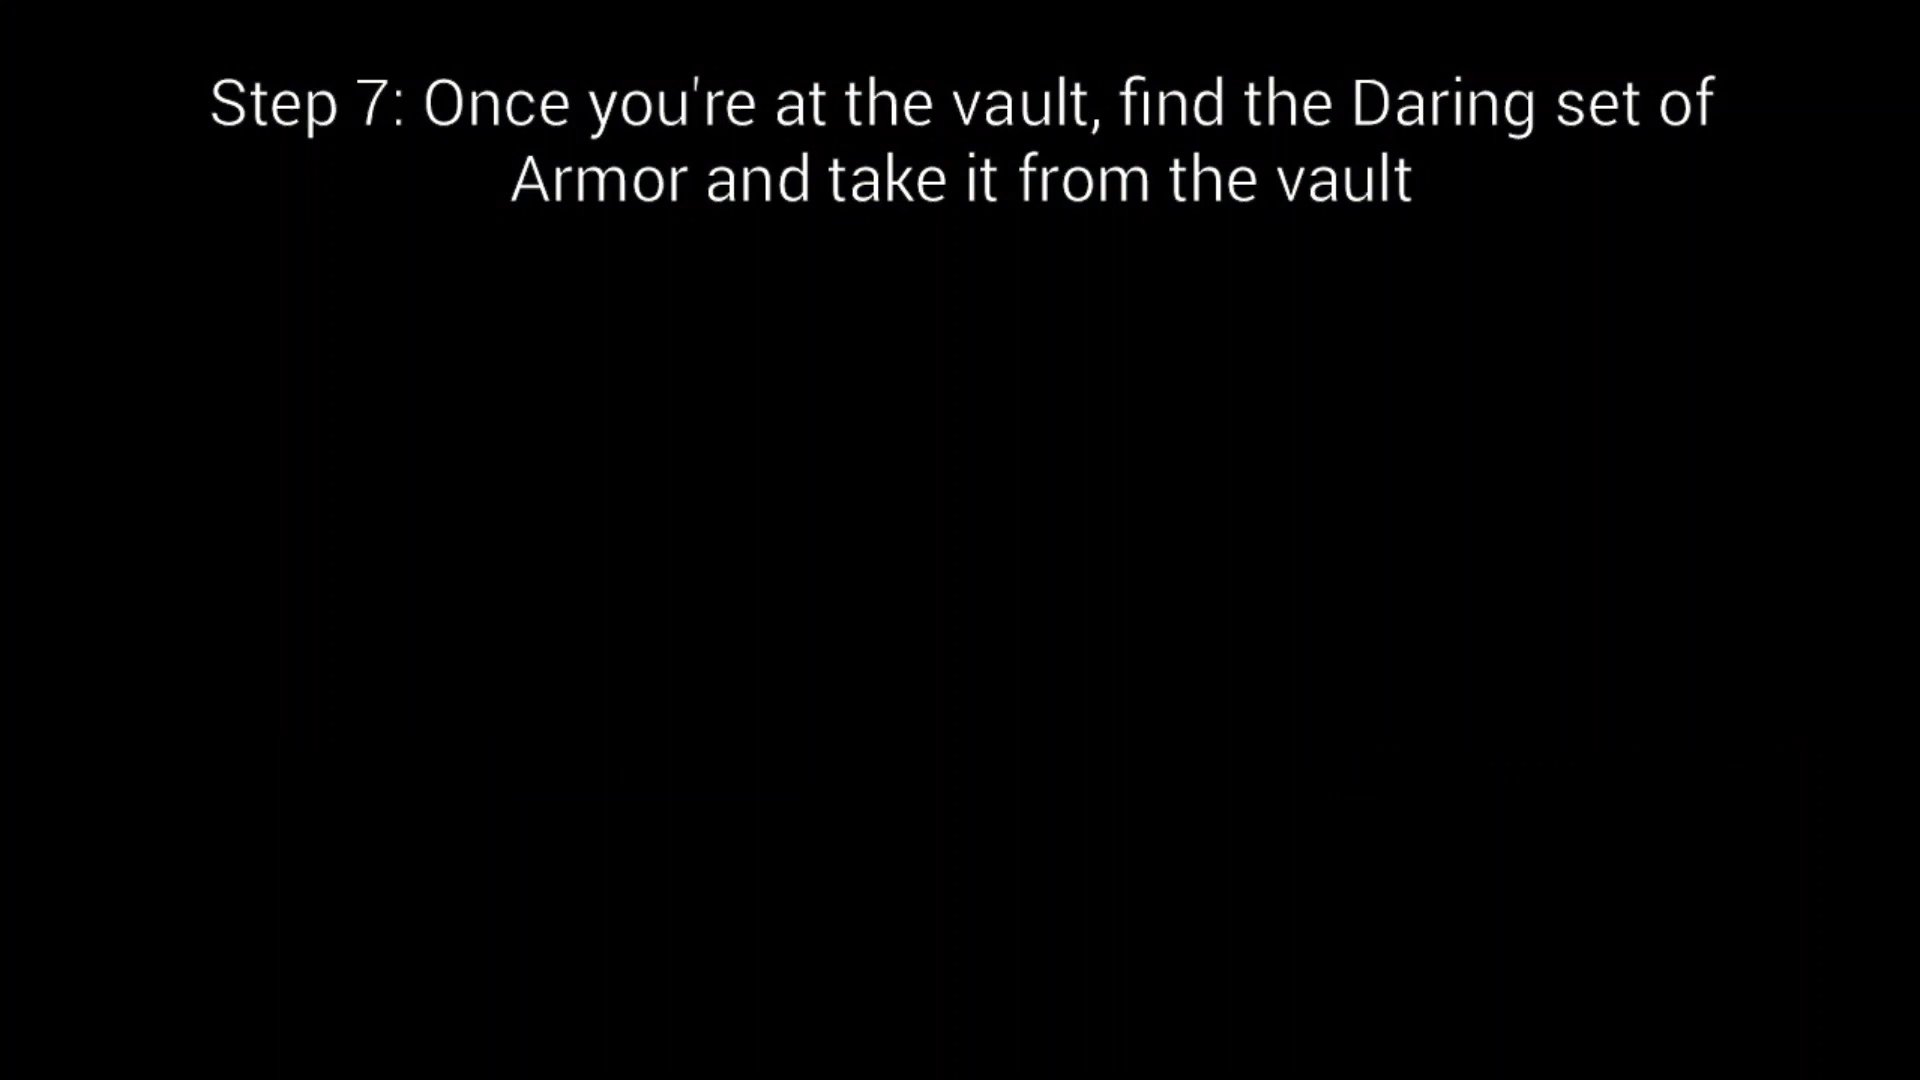 Step 7: Once you're at the vault, find the Daring set of
Armor and take it from the vault